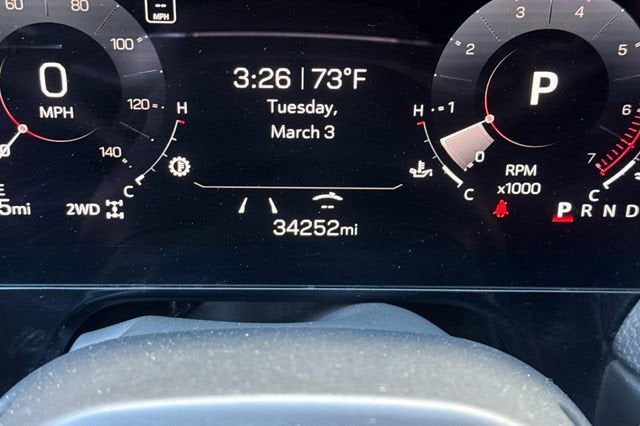 60 80
100
120
140
0
MPH
--
MPH
3:26 | 73°F
Tuesday,
March 3
H
C
2WD
--
34252mi
H
C
0
1
2
3
4
5
6
7
P
RPM
x1000
P R N D
C
5mi